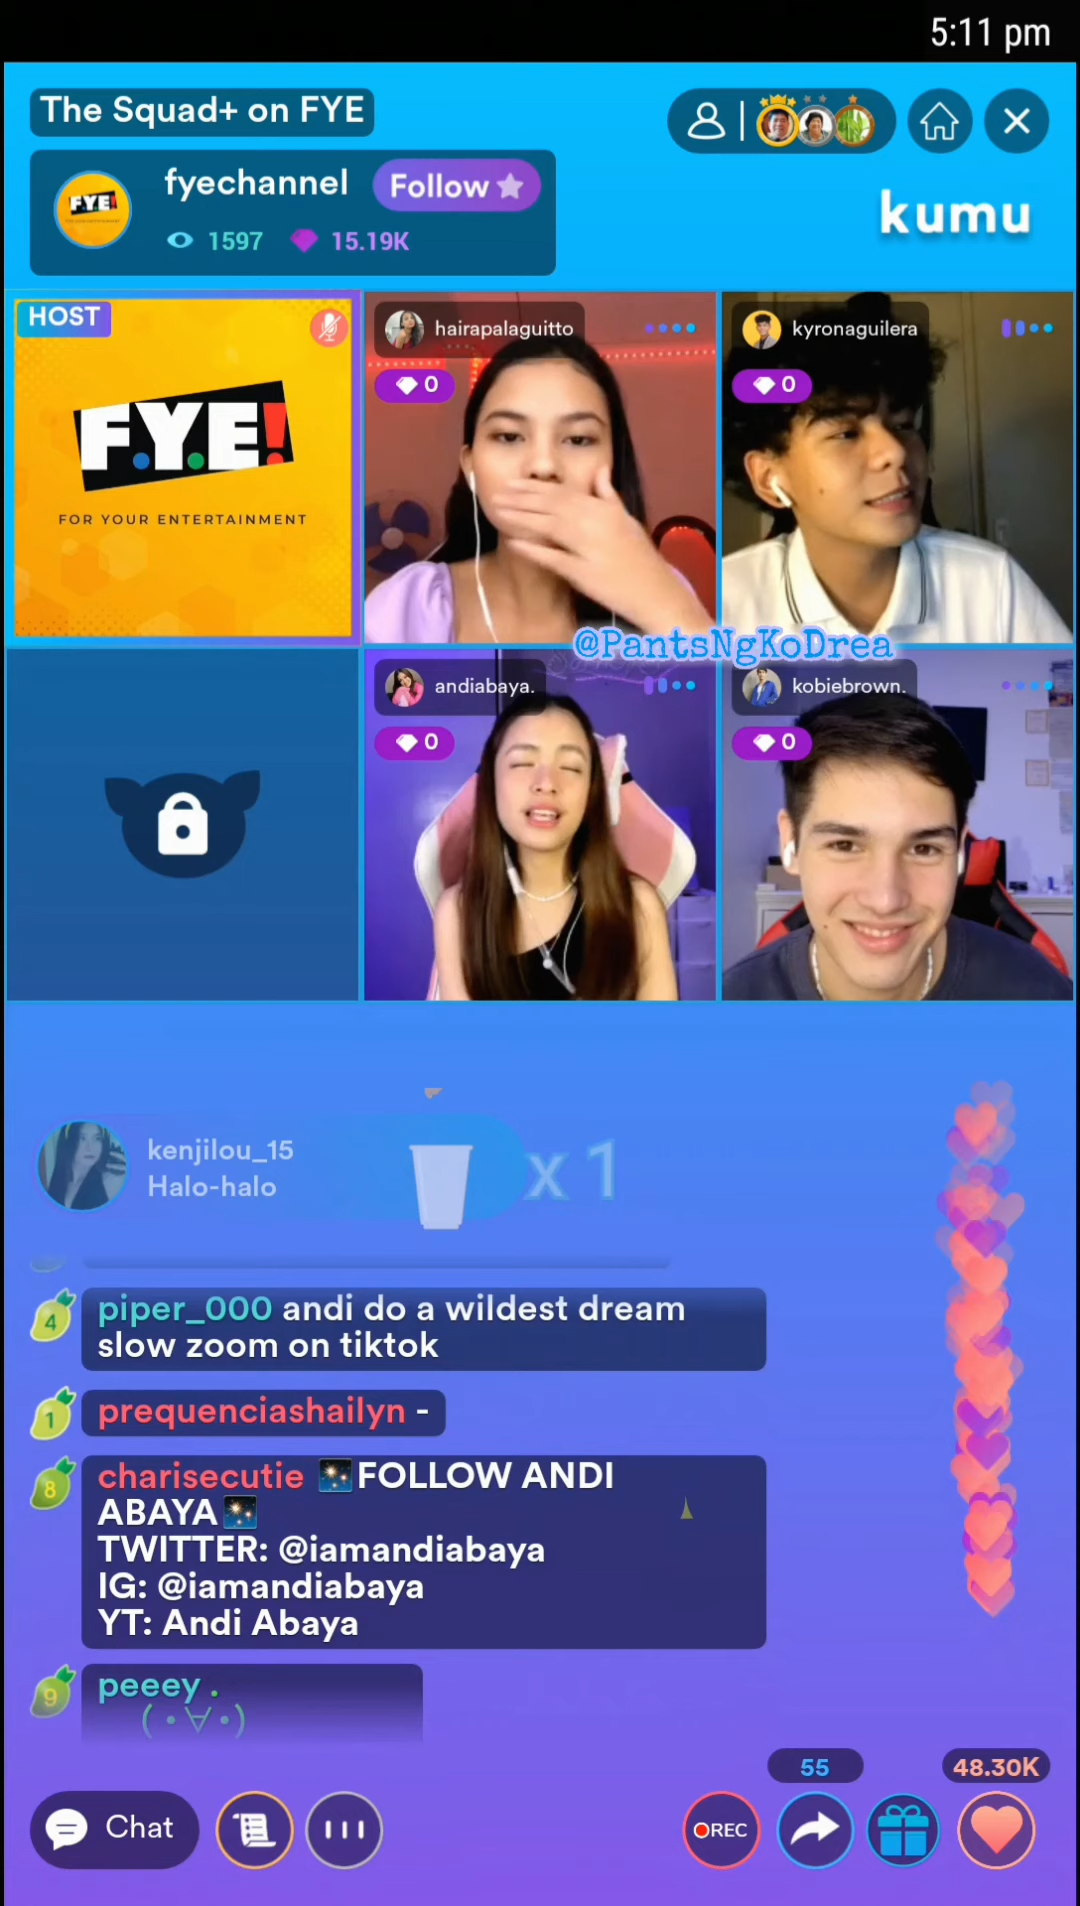 5:11 pm
The Squad+ on FYE
fyechannel Follow
1597 15.19K
kumu
HOST
F.Y.E!
FOR YOUR ENTERTAINMENT
hairapalaguitto
0
kyronaguilera
0
@PantsNgKoDrea
andiabaya.
0
kobiebrown.
0
kenjilou_15
Halo-halo
x 1
4 piper_000 andi do a wildest dream
slow zoom on tiktok
1 prequenciashailyn -
8 charisecutie 🎇FOLLOW ANDI
ABAYA🎇
TWITTER: @iamandiabaya
IG: @iamandiabaya
YT: Andi Abaya
9 peeey .
( • ∀ • )
55
48.30K
Chat
REC